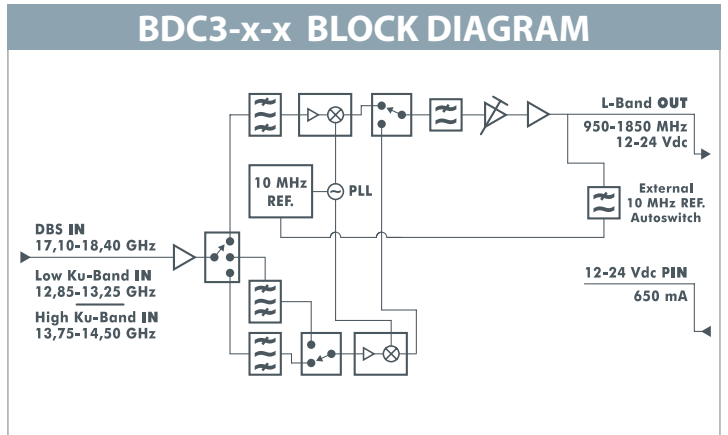 BDC3-x-x BLOCK DIAGRAM
L-Band OUT
950-1850 MHz
12-24 Vdc
10 MHz
REF.
PLL
External
10 MHz REF.
Autoswitch
DBS IN
17,10-18,40 GHz
Low Ku-Band IN
12,85-13,25 GHz
High Ku-Band IN
13,75-14,50 GHz
12-24 Vdc PIN
650 mA